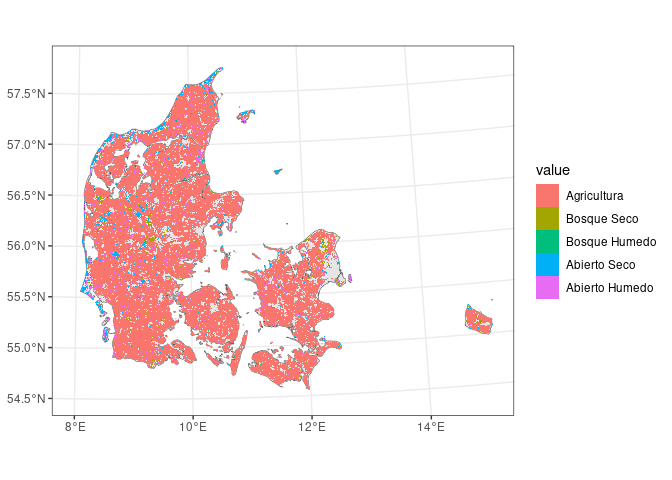 57.5°N
57.0°N
56.5°N
56.0°N
55.5°N
55.0°N
54.5°N
8°E
10°E
12°E
14°E
value
Agricultura
Bosque Seco
Bosque Humedo
Abierto Seco
Abierto Humedo